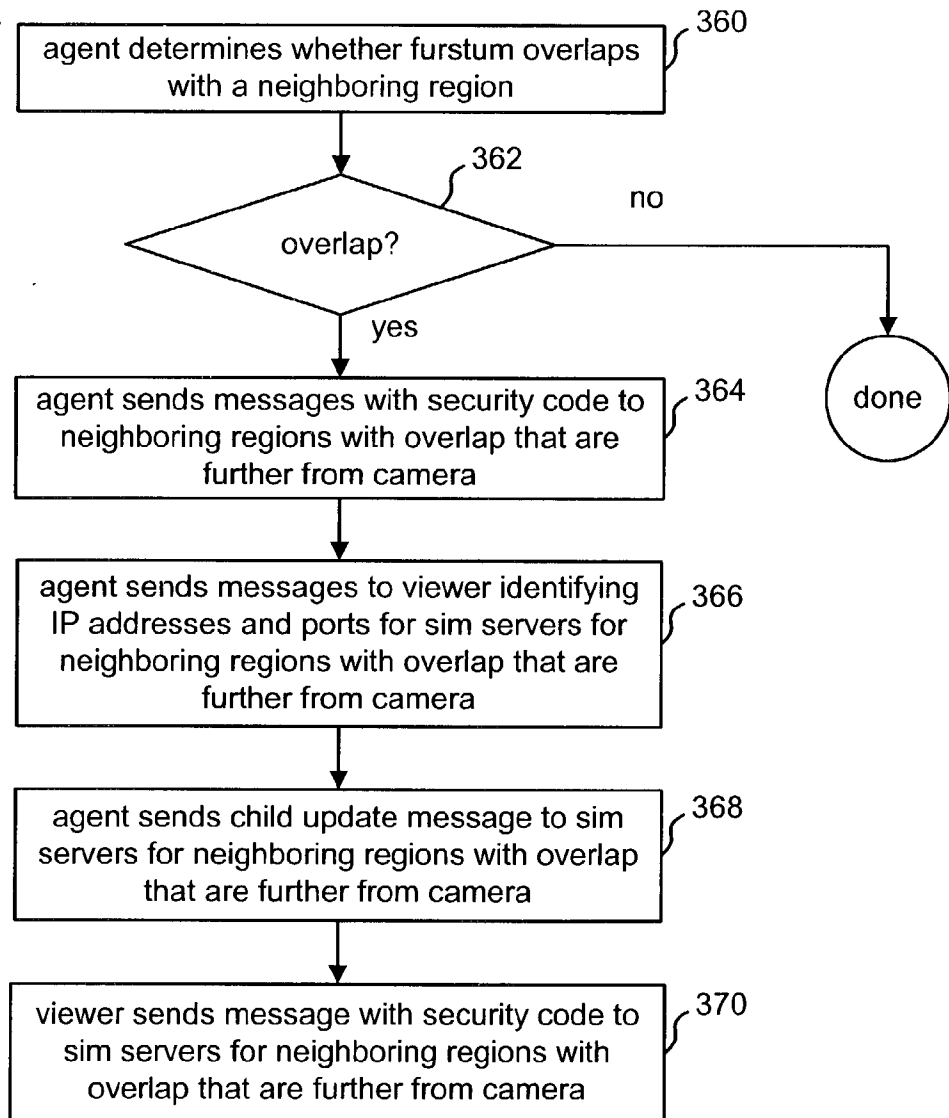 agent determines whether furstum overlaps
with a neighboring region
360
362
overlap?
no
yes
done
agent sends messages with security code to
neighboring regions with overlap that are
further from camera
364
agent sends messages to viewer identifying
IP addresses and ports for sim servers for
neighboring regions with overlap that are
further from camera
366
agent sends child update message to sim
servers for neighboring regions with overlap
that are further from camera
368
viewer sends message with security code to
sim servers for neighboring regions with
overlap that are further from camera
370